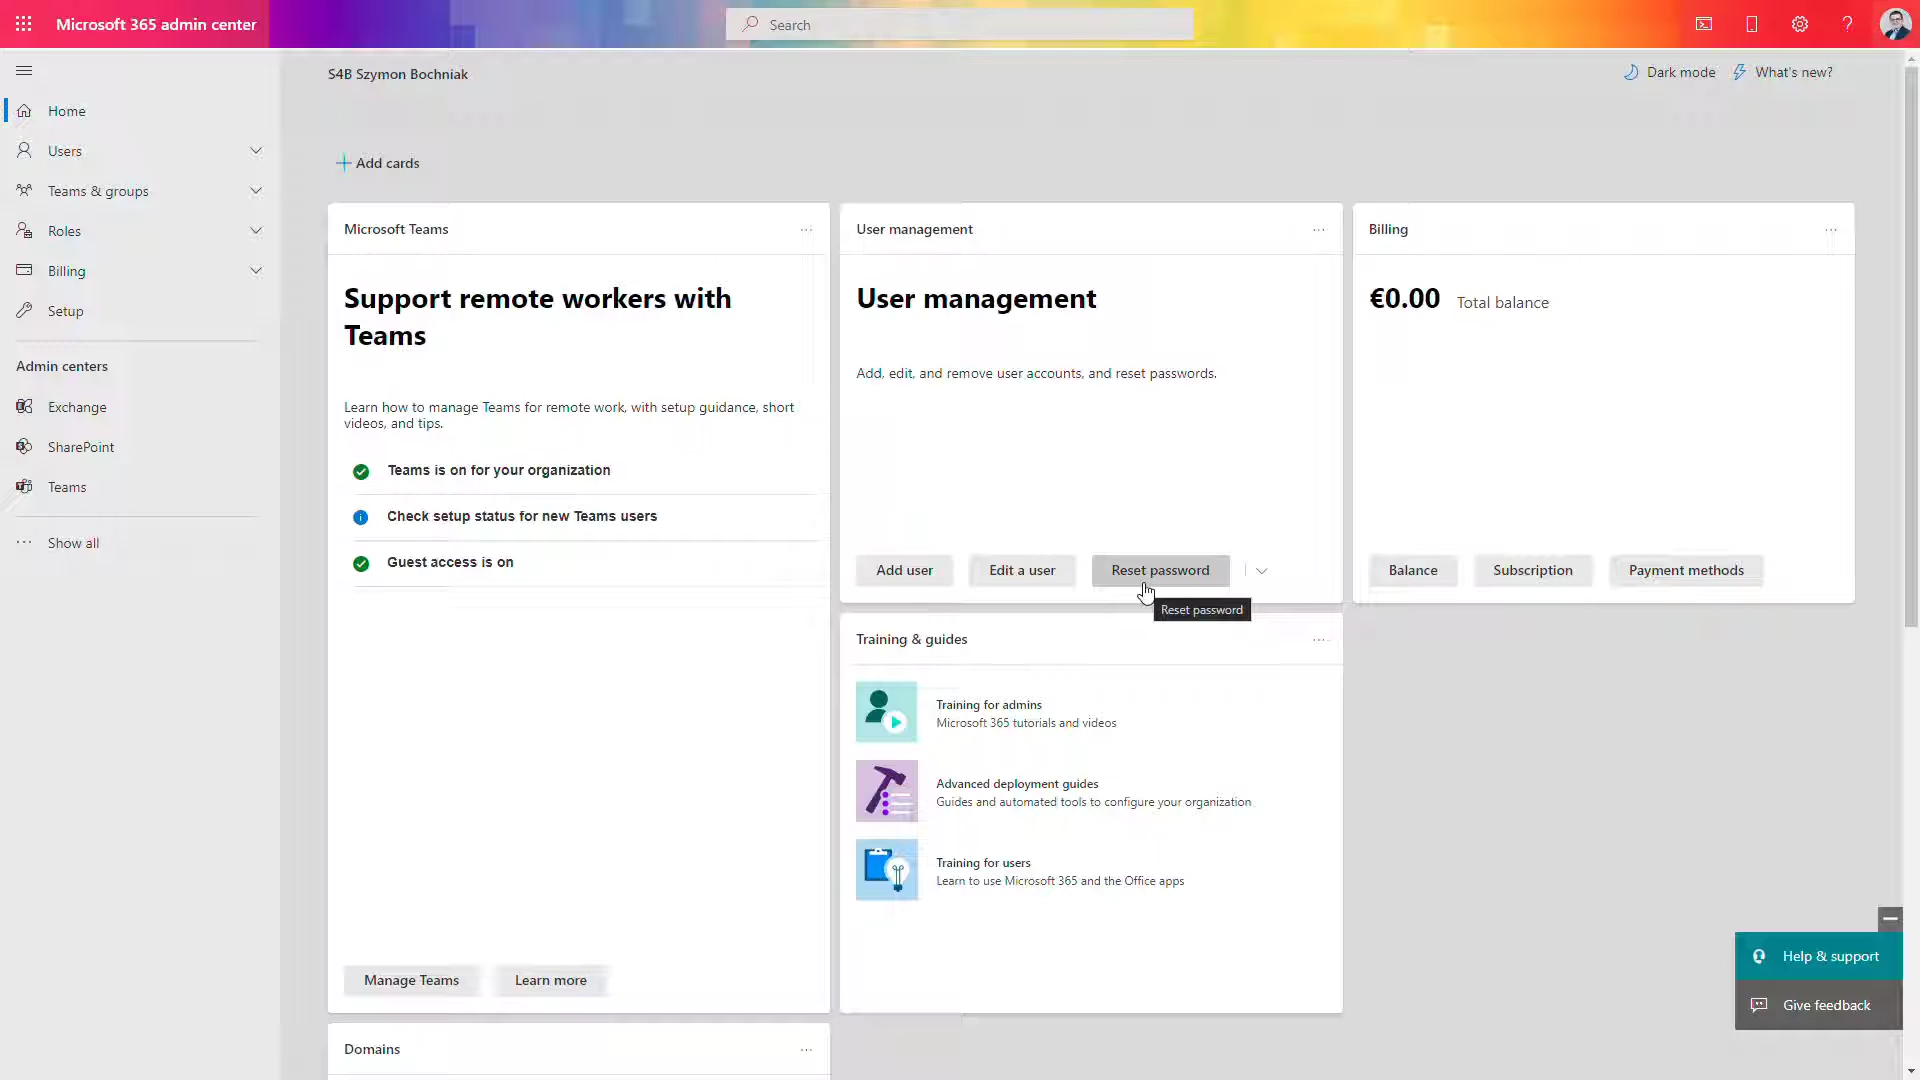 Microsoft 365 admin center
Search
S4B Szymon Bochniak
Dark mode
What's new?
Home
Users
Teams & groups
Roles
Billing
Setup
Admin centers
Exchange
SharePoint
Teams
Show all
Add cards
Microsoft Teams
Support remote workers with
Teams
Learn how to manage Teams for remote work, with setup guidance, short
videos, and tips.
Teams is on for your organization
Check setup status for new Teams users
Guest access is on
Manage Teams
Learn more
User management
User management
Add, edit, and remove user accounts, and reset passwords.
Add user
Edit a user
Reset password
Reset password
Billing
€0.00 Total balance
Balance
Subscription
Payment methods
Training & guides
Training for admins
Microsoft 365 tutorials and videos
Advanced deployment guides
Guides and automated tools to configure your organization
Training for users
Learn to use Microsoft 365 and the Office apps
Domains
Help & support
Give feedback